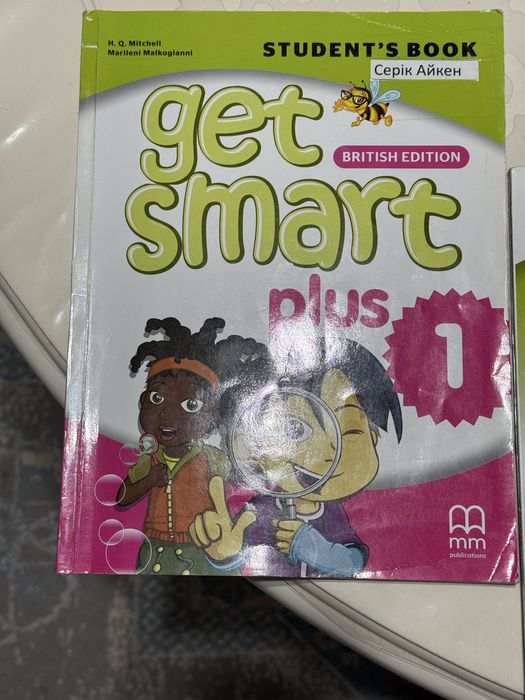 H. Q. Mitchell
Marileni Malkogianni
STUDENT'S BOOK
Серік Айкен
get
BRITISH EDITION
smart
plus
1
mm
publications